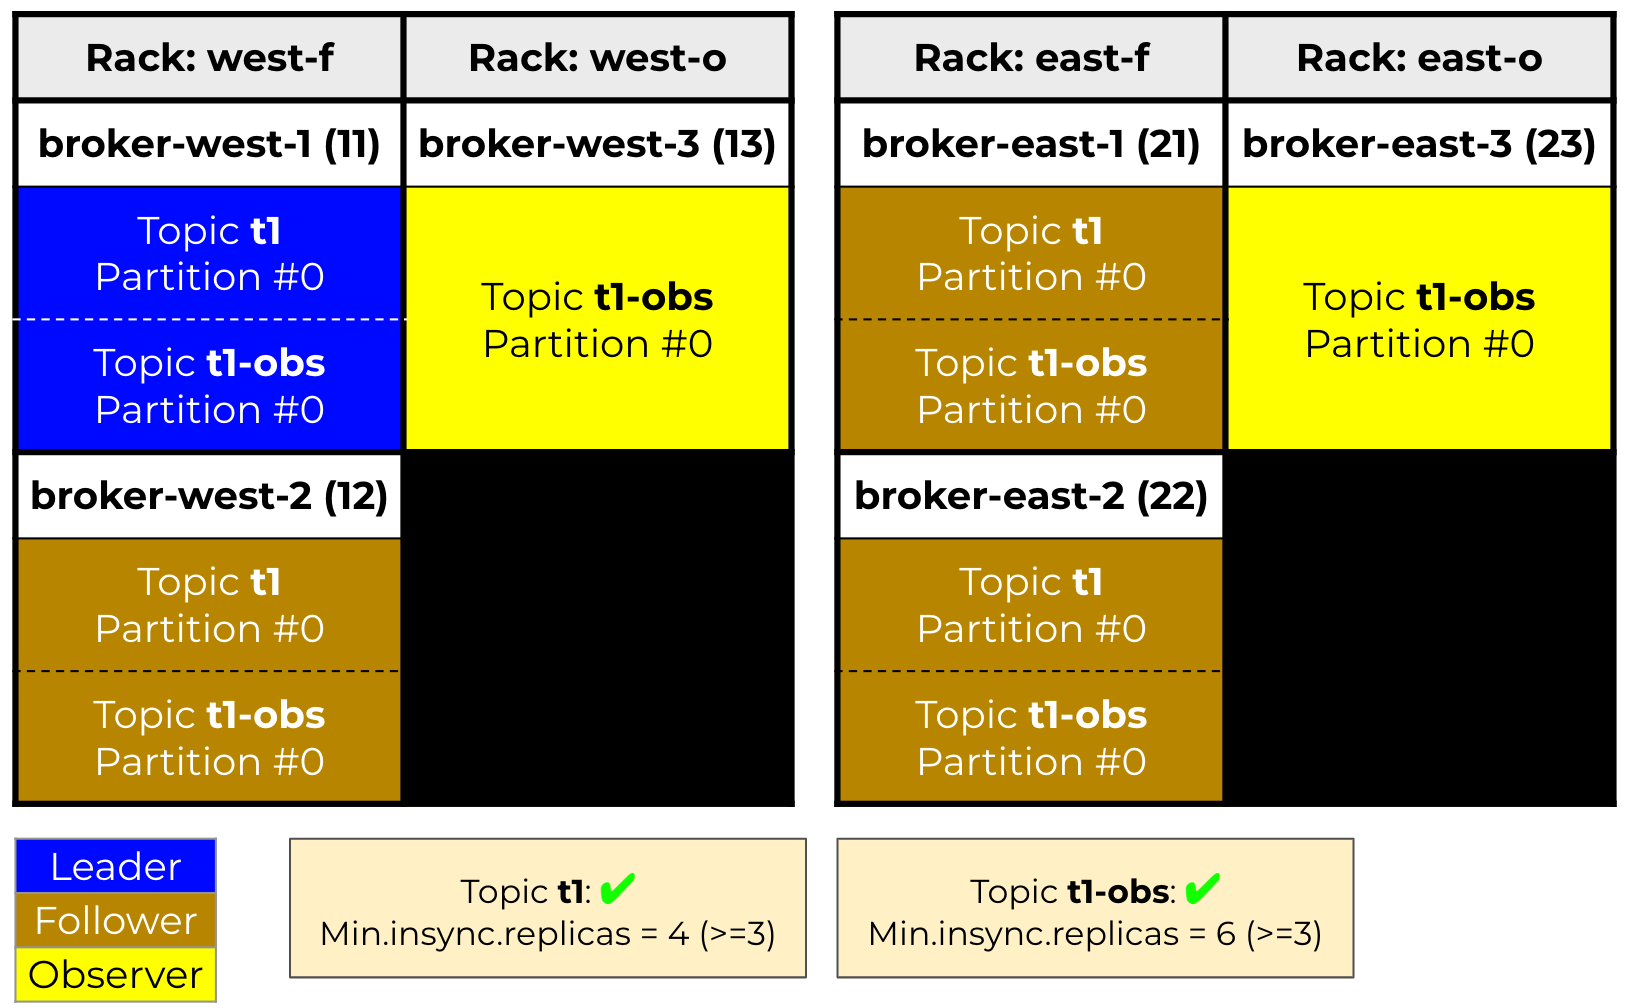 Rack: west-f
Rack: west-o
broker-west-1 (11)
broker-west-3 (13)
Topic t1
Partition #0
Topic t1-obs
Partition #0
Topic t1-obs
Partition #0
broker-west-2 (12)
Topic t1
Partition #0
Topic t1-obs
Partition #0
Rack: east-f
Rack: east-o
broker-east-1 (21)
broker-east-3 (23)
Topic t1
Partition #0
Topic t1-obs
Partition #0
Topic t1-obs
Partition #0
broker-east-2 (22)
Topic t1
Partition #0
Topic t1-obs
Partition #0
Leader
Follower
Observer
Topic t1: ✔
Min.insync.replicas = 4 (>=3)
Topic t1-obs: ✔
Min.insync.replicas = 6 (>=3)